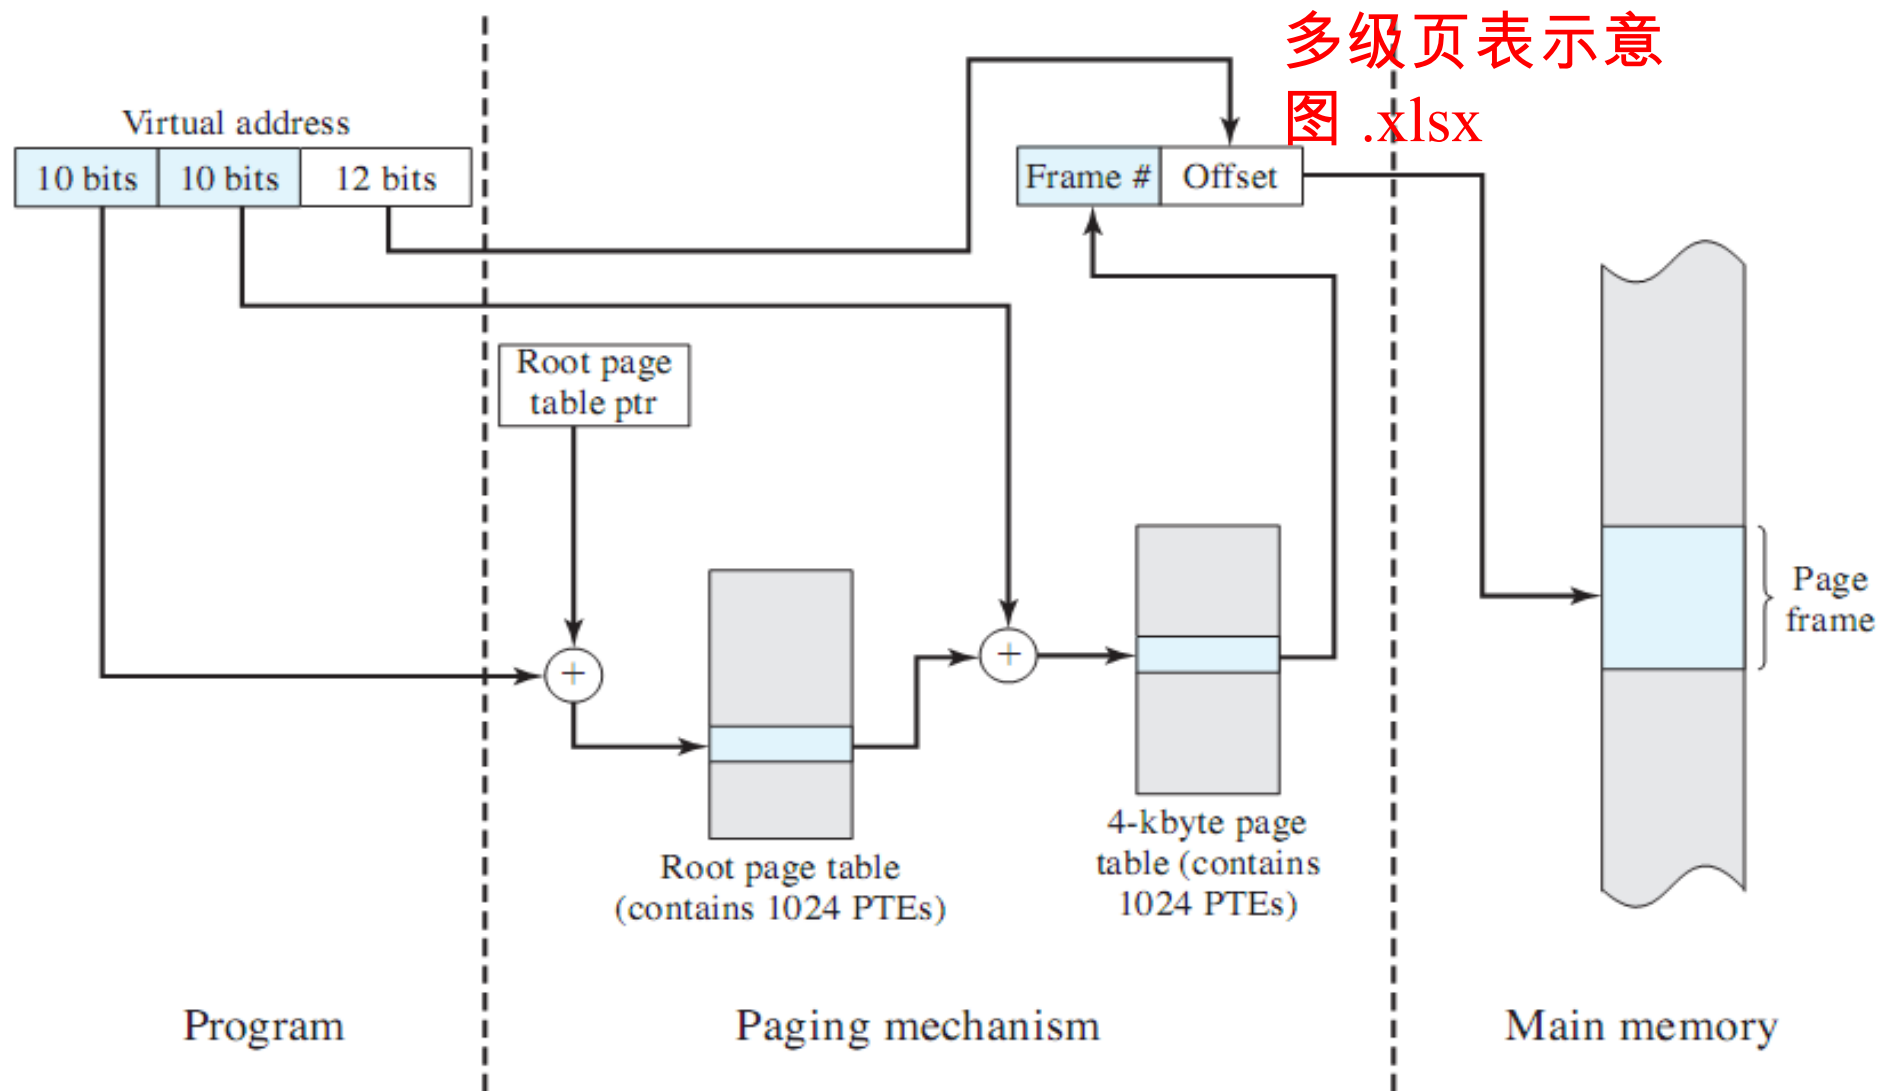 多级页表示意
图 .xlsx
Virtual address
10 bits
10 bits
12 bits
Frame #
Offset
Root page
table ptr
+
+
Page
frame
Root page table
(contains 1024 PTEs)
4-kbyte page
table (contains
1024 PTEs)
Program
Paging mechanism
Main memory